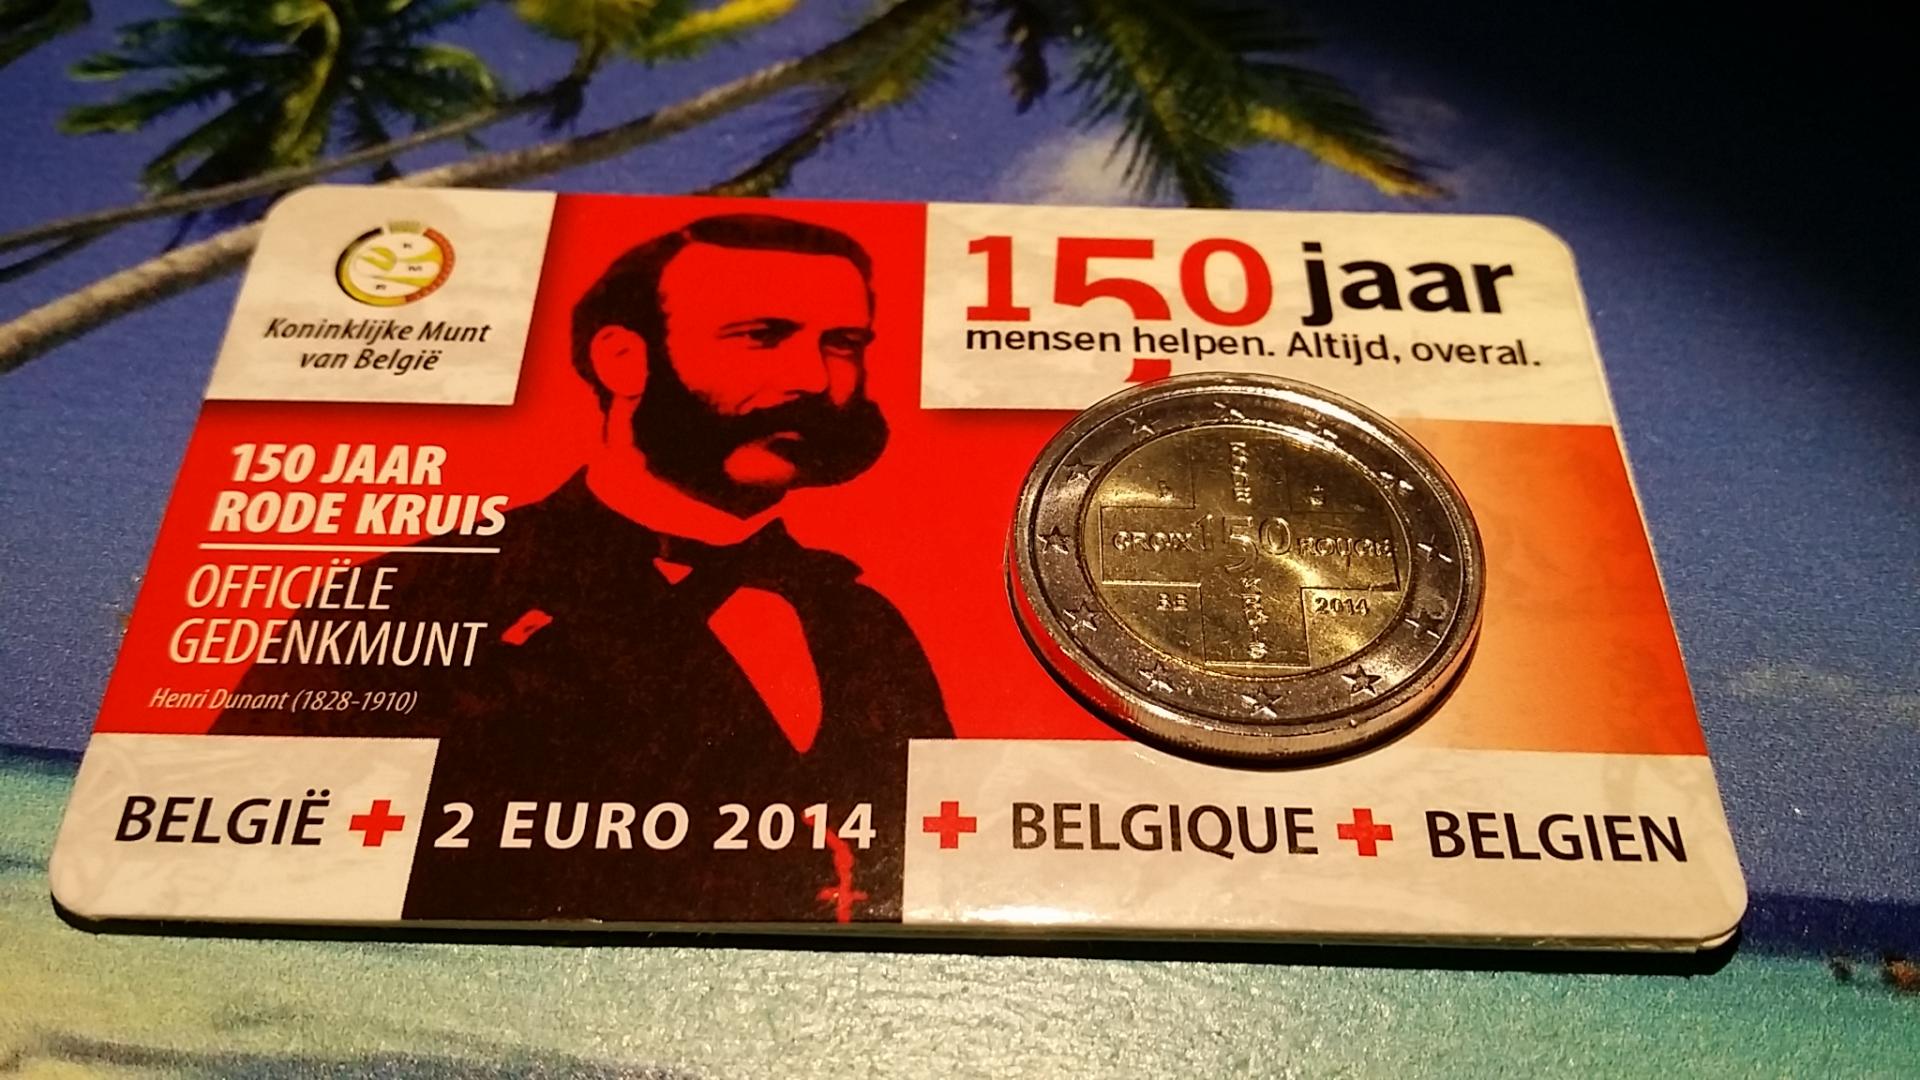 Koninklijke Munt
van België
150 jaar
mensen helpen. Altijd, overal.
150 JAAR
RODE KRUIS
OFFICIËLE
GEDENKMUNT
Henri Dunant (1828-1910)
CROIX 150 ROUGE
BE
2014
BELGIË + 2 EURO 2014 + BELGIQUE + BELGIEN